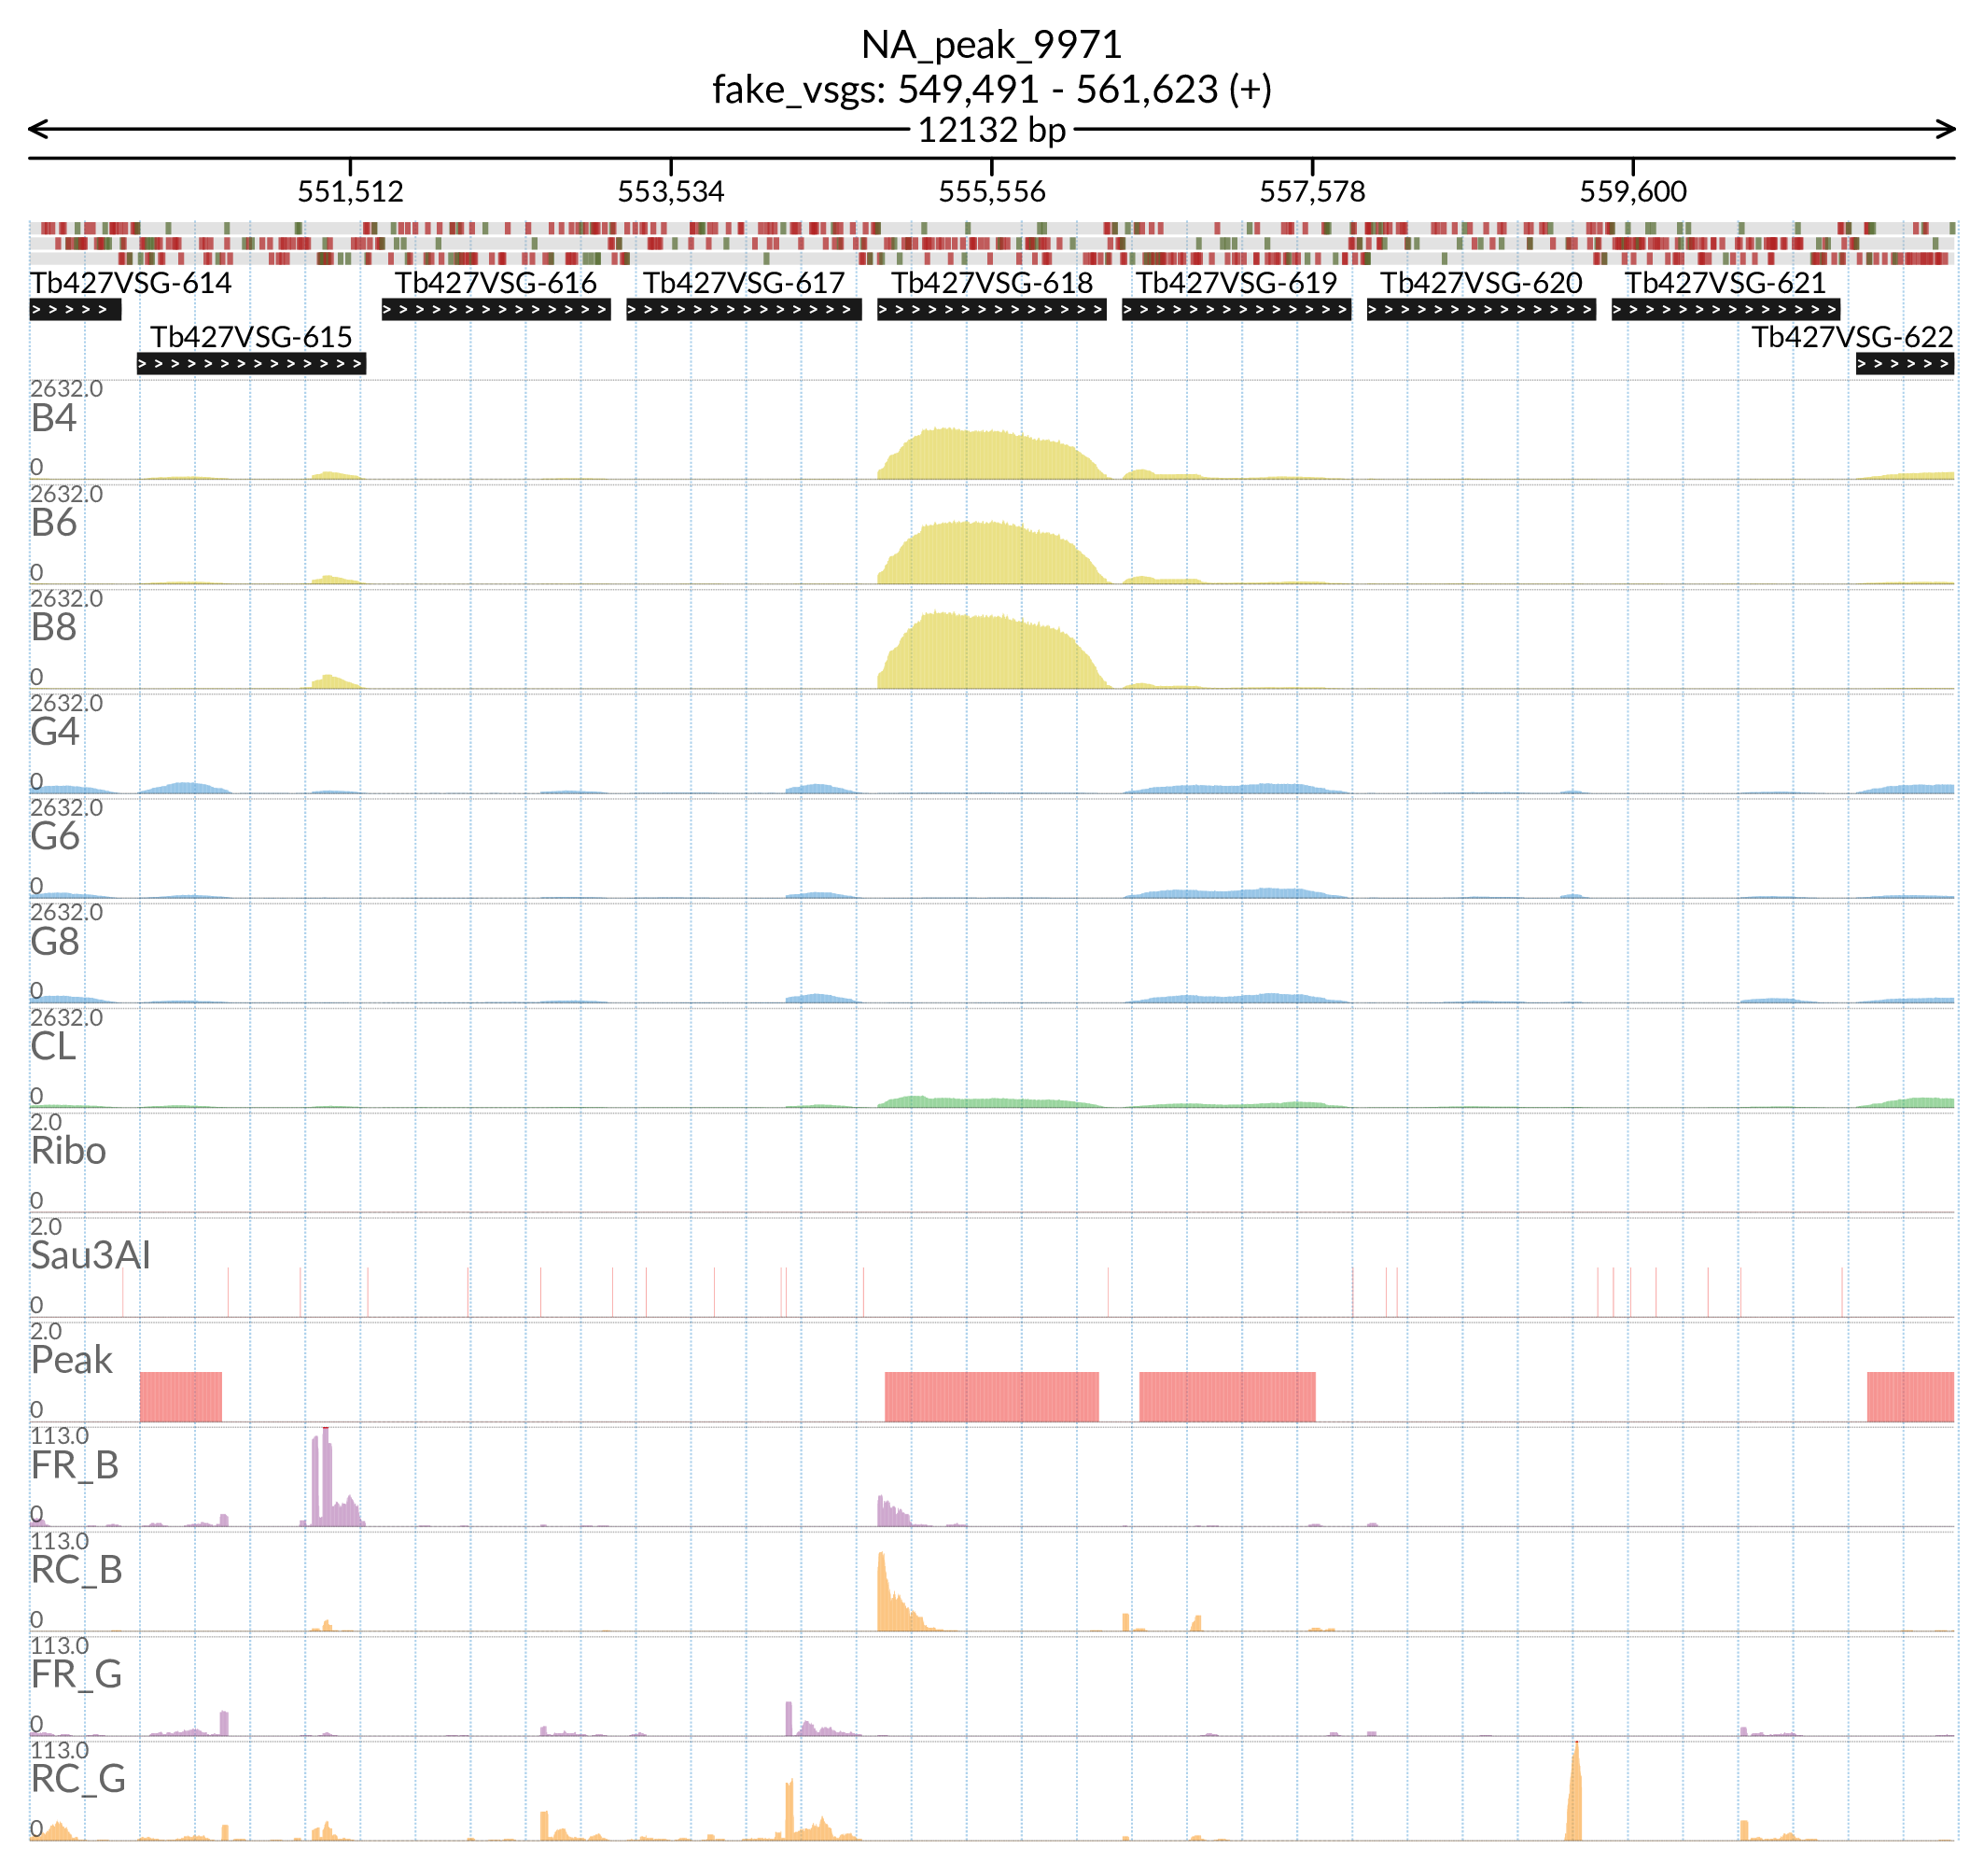 NA_peak_9971
fake_vsgs: 549,491 - 561,623 (+)
12132 bp
551,512 553,534 555,556 557,578 559,600
Tb427VSG-614 Tb427VSG-616 Tb427VSG-617 Tb427VSG-618 Tb427VSG-619 Tb427VSG-620 Tb427VSG-621
Tb427VSG-615 Tb427VSG-622
2632.0
B4
0
2632.0
B6
0
2632.0
B8
0
2632.0
G4
0
2632.0
G6
0
2632.0
G8
0
2632.0
CL
0
2.0
Ribo
0
2.0
Sau3AI
0
2.0
Peak
0
113.0
FR_B
0
113.0
RC_B
0
113.0
FR_G
0
113.0
RC_G
0